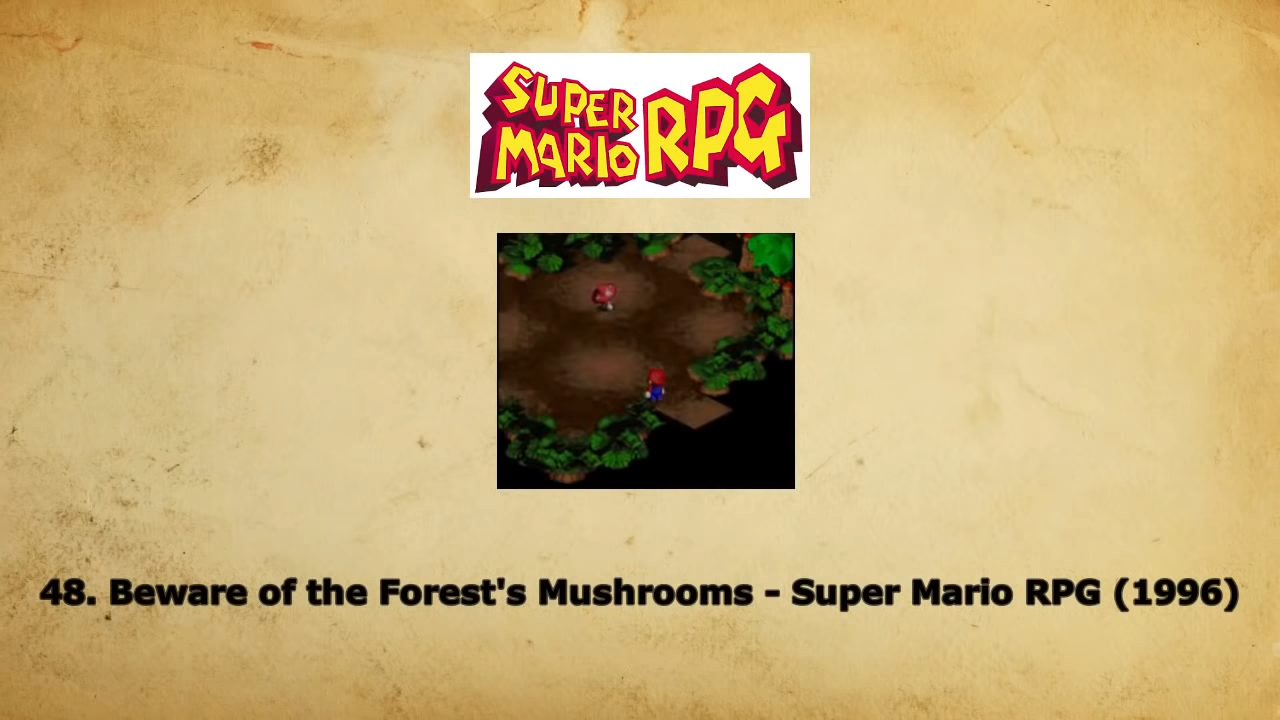 SUPER
MARIO RPG
48. Beware of the Forest's Mushrooms - Super Mario RPG (1996)